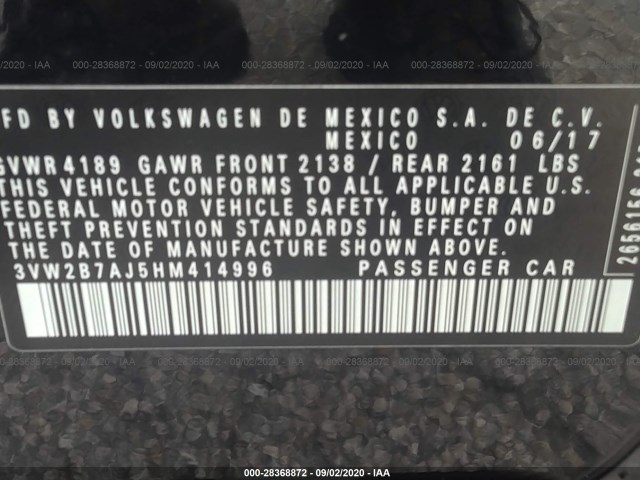 000-28368872 - 09/02/2020 - IAA
FD BY VOLKSWAGEN DE MEXICO S.A. DE C.V.
MEXICO 06/17
GVWR 4189 GAWR FRONT 2138 / REAR 2161 LBS
THIS VEHICLE CONFORMS TO ALL APPLICABLE U.S.
FEDERAL MOTOR VEHICLE SAFETY, BUMPER AND
THEFT PREVENTION STANDARDS IN EFFECT ON
THE DATE OF MANUFACTURE SHOWN ABOVE.
3VW2B7AJ5HM414996 PASSENGER CAR
000-28368872 - 09/02/2020 - IAA